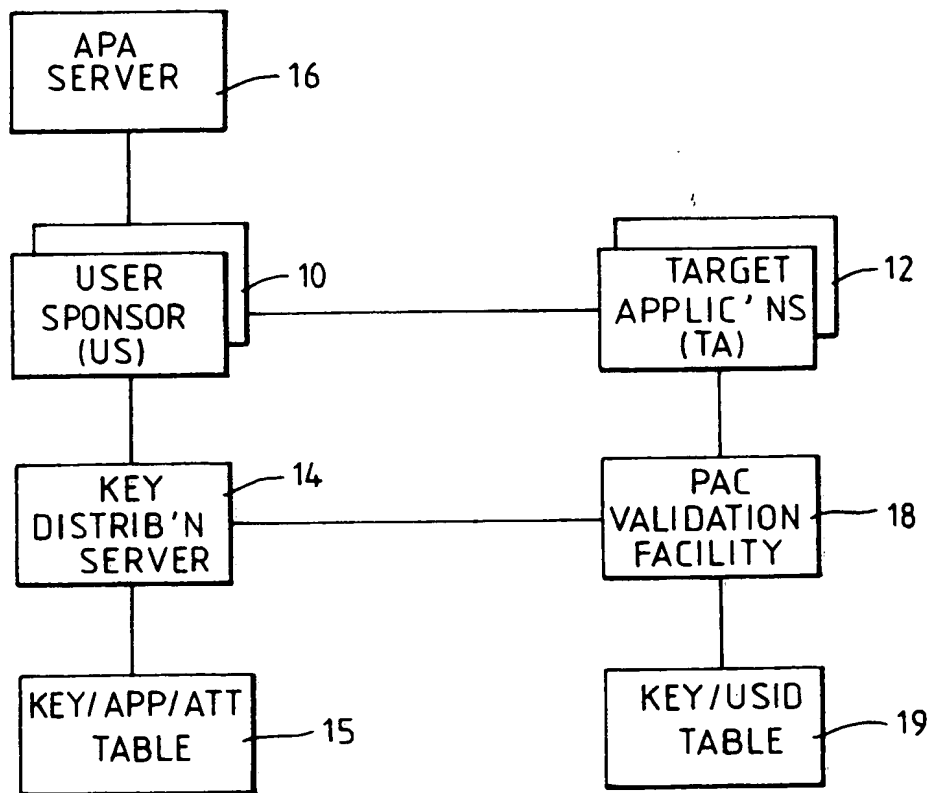 APA
SERVER
16
USER
SPONSOR
(US)
10
TARGET
APPLIC'NS
(TA)
12
KEY
DISTRIB'N
SERVER
14
PAC
VALIDATION
FACILITY
18
KEY/APP/ATT
TABLE
15
KEY/USID
TABLE
19